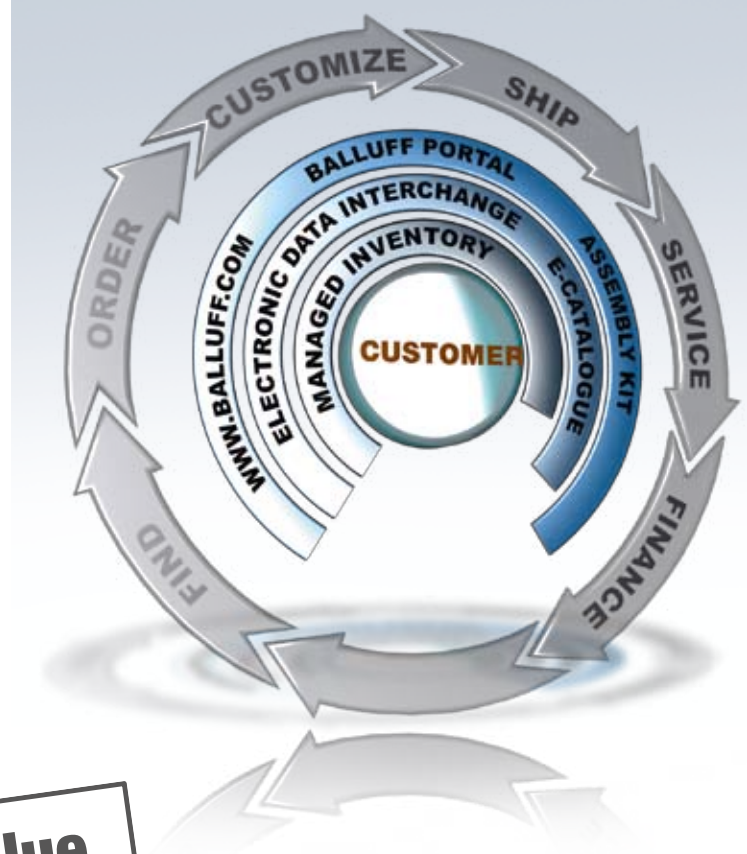 CUSTOMIZE
SHIP
SERVICE
FINANCE
FIND
ORDER
WWW.BALLUFF.COM
BALLUFF PORTAL
ASSEMBLY KIT
ELECTRONIC DATA INTERCHANGE
E-CATALOGUE
MANAGED INVENTORY
CUSTOMER